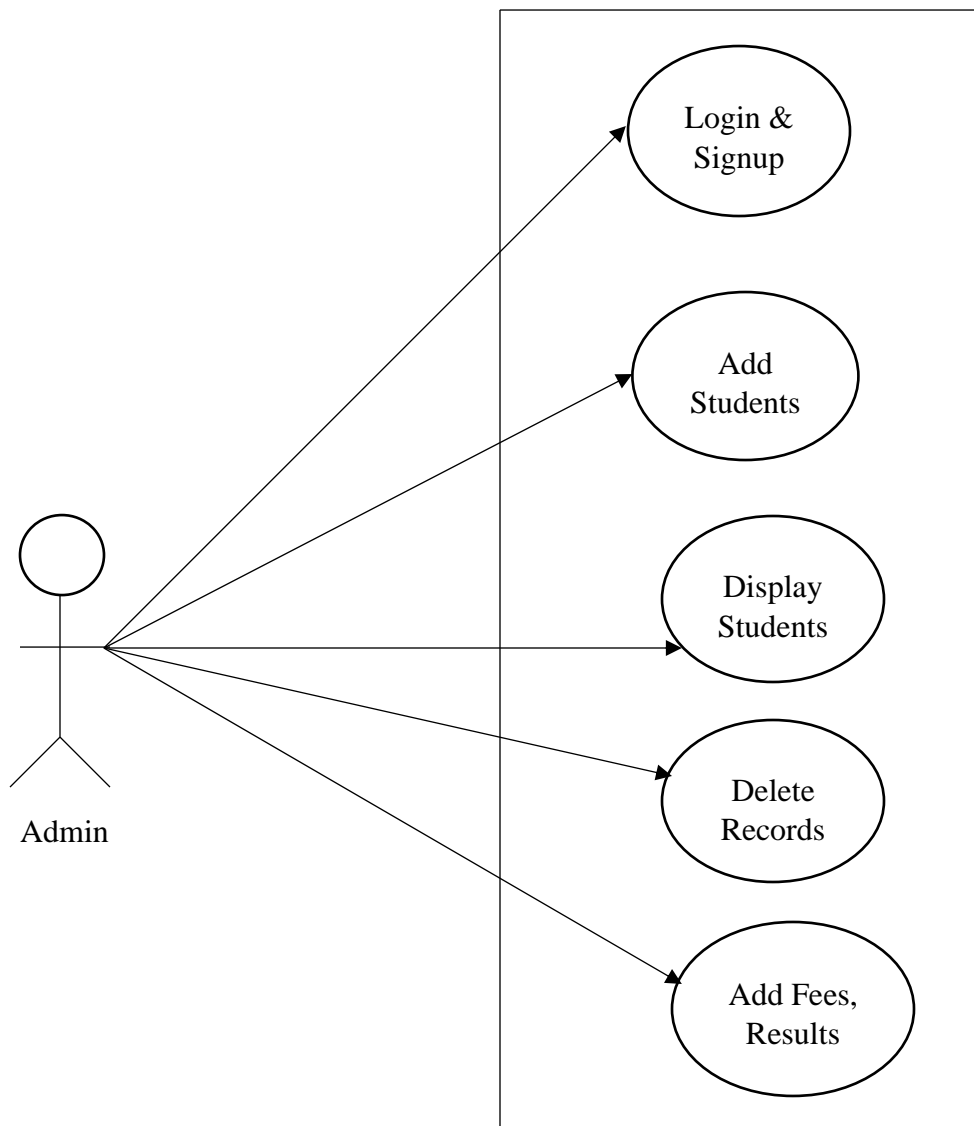 Login &
Signup
Add
Students
Display
Students
Delete
Records
Admin
Add Fees,
Results